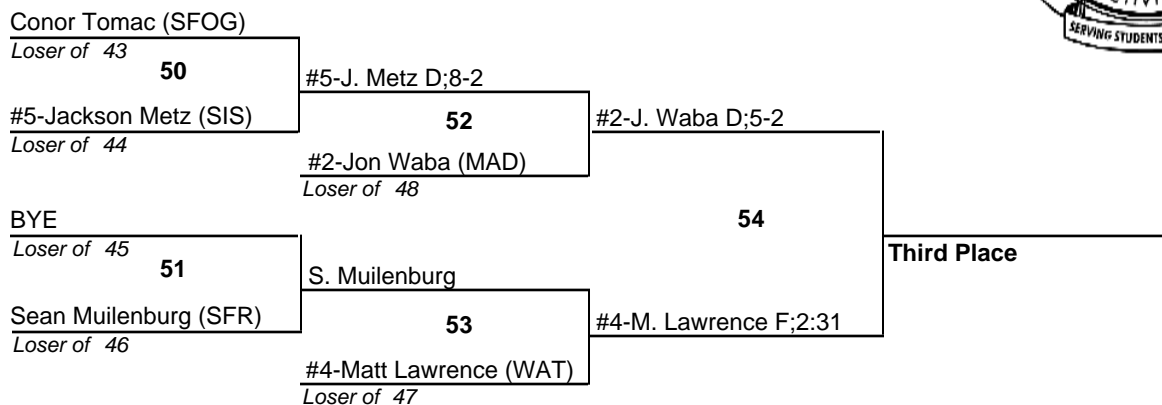 SERVING STUDENTS
Conor Tomac (SFOG)
Loser of 43
50
#5-J. Metz D;8-2
#5-Jackson Metz (SIS)
Loser of 44
52
#2-J. Waba D;5-2
#2-Jon Waba (MAD)
Loser of 48
BYE
Loser of 45
54
51
Third Place
S. Muilenburg
Sean Muilenburg (SFR)
Loser of 46
53
#4-M. Lawrence F;2:31
#4-Matt Lawrence (WAT)
Loser of 47